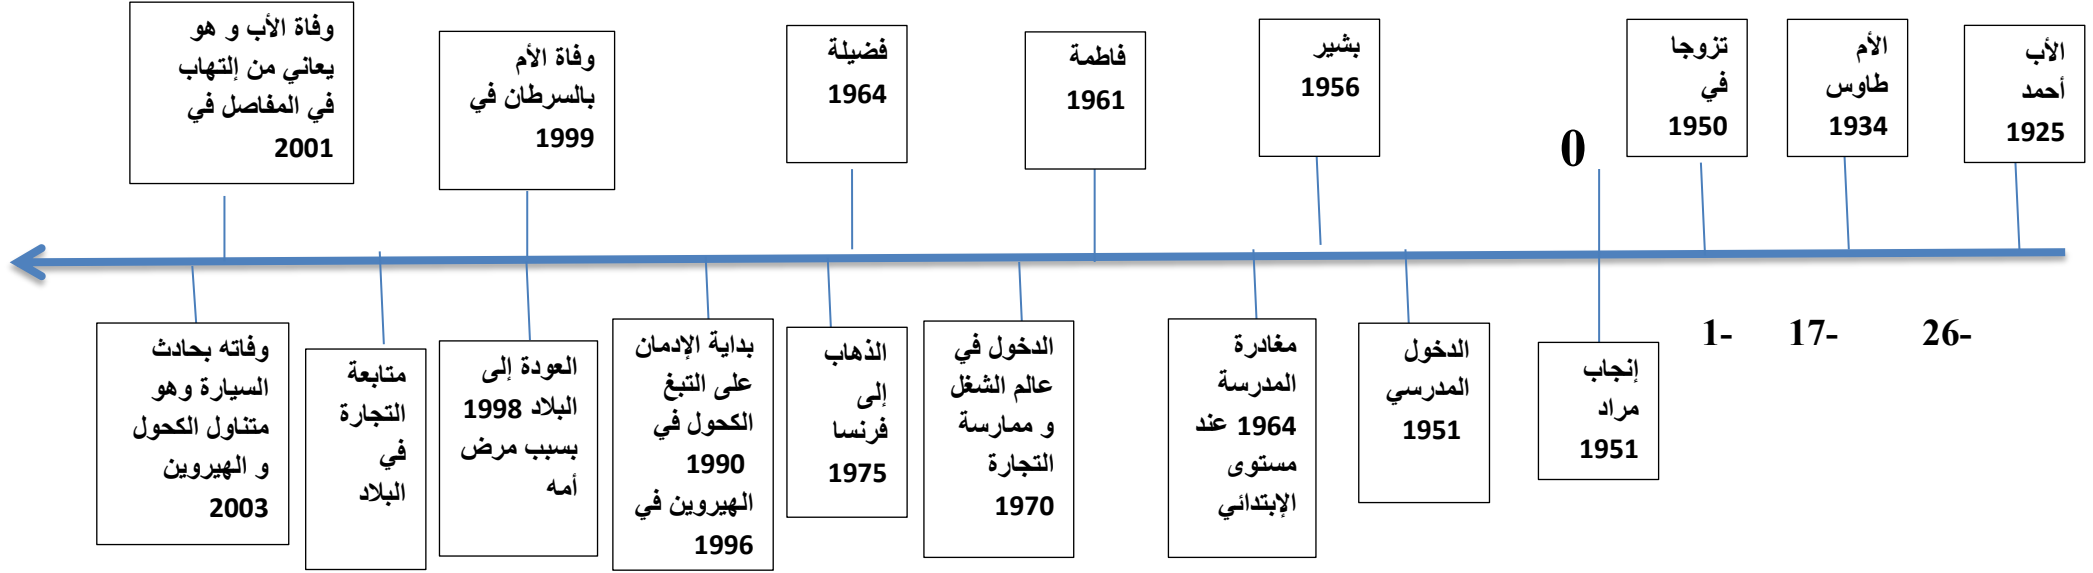 الأب
أحمد
1925
الأم
طاوس
1934
تزوجا
في
1950
0
بشير
1956
فاطمة
1961
فضيلة
1964
وفاة الأم
بالسرطان في
1999
وفاة الأب و هو
يعاني من إلتهاب
في المفاصل في
2001
26-
17-
1-
إنجاب
مراد
1951
الدخول
المدرسي
1951
مغادرة
المدرسة
1964 عند
مستوى
الإبتدائي
الدخول في
عالم الشغل
و ممارسة
التجارة
1970
الذهاب
إلى
فرنسا
1975
بداية الإدمان
على التبغ
الكحول في
1990
الهيروين في
1996
العودة إلى
البلاد 1998
بسبب مرض
أمه
متابعة
التجارة
في
البلاد
وفاته بحادث
السيارة وهو
متناول الكحول
و الهيروين
2003